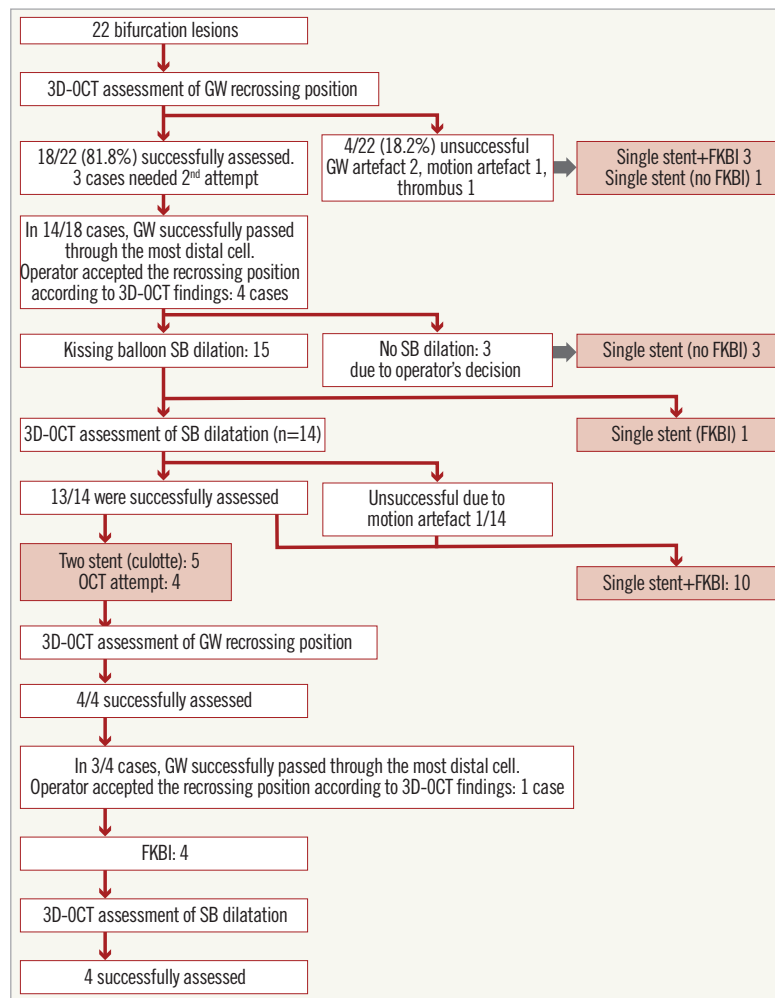 22 bifurcation lesions
3D-OCT assessment of GW recrossing position
18/22 (81.8%) successfully assessed.
3 cases needed 2nd attempt
4/22 (18.2%) unsuccessful
GW artefact 2, motion artefact 1,
thrombus 1
Single stent+FKBI 3
Single stent (no FKBI) 1
In 14/18 cases, GW successfully passed
through the most distal cell.
Operator accepted the recrossing position
according to 3D-OCT findings: 4 cases
Kissing balloon SB dilation: 15
No SB dilation: 3
due to operator's decision
Single stent (no FKBI) 3
3D-OCT assessment of SB dilatation (n=14)
Single stent (FKBI) 1
13/14 were successfully assessed
Unsuccessful due to
motion artefact 1/14
Two stent (culotte): 5
OCT attempt: 4
Single stent+FKBI: 10
3D-OCT assessment of GW recrossing position
4/4 successfully assessed
In 3/4 cases, GW successfully passed through the most distal cell.
Operator accepted the recrossing position according to 3D-OCT findings: 1 case
FKBI: 4
3D-OCT assessment of SB dilatation
4 successfully assessed